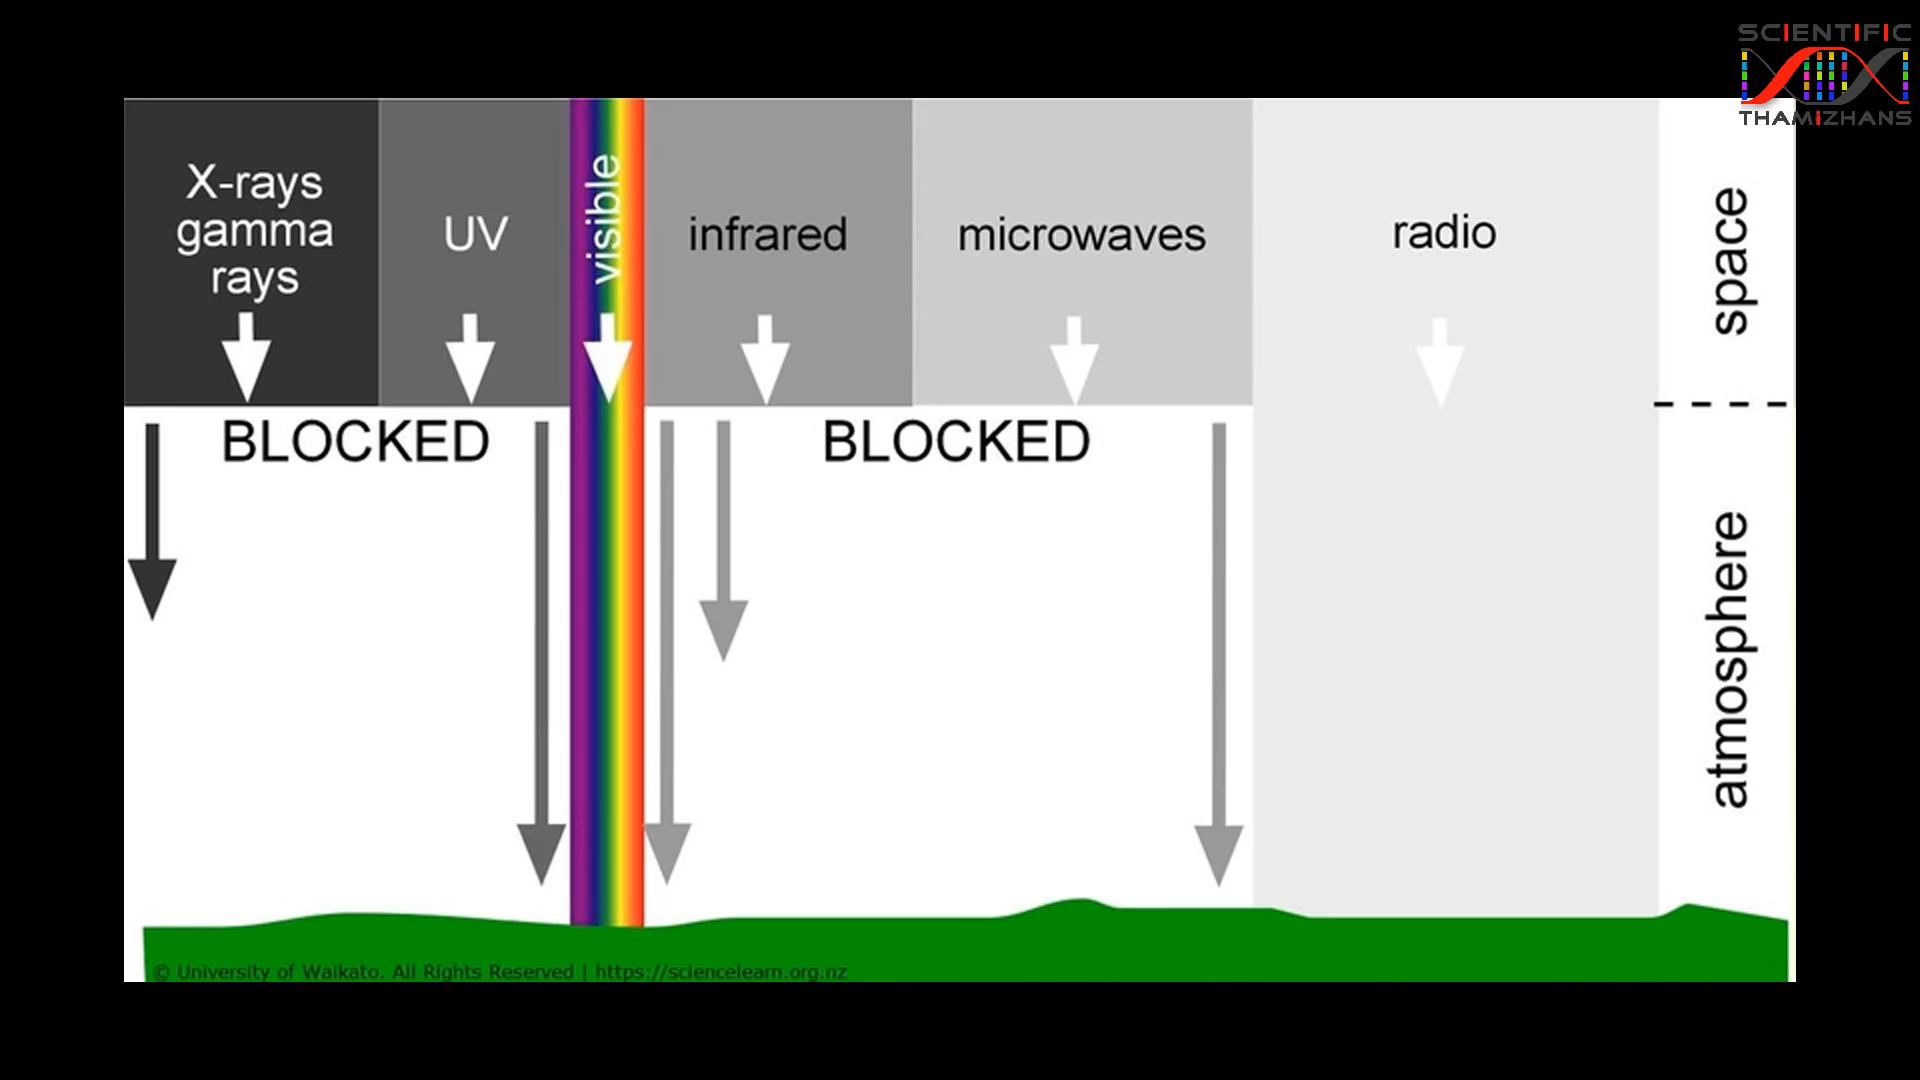 SCIENTIFIC
THAMIZHANS
X-rays
gamma
rays
UV
visible
infrared
microwaves
radio
space
BLOCKED
BLOCKED
atmosphere
© University of Waikato. All Rights Reserved | https://sciencelearn.org.nz